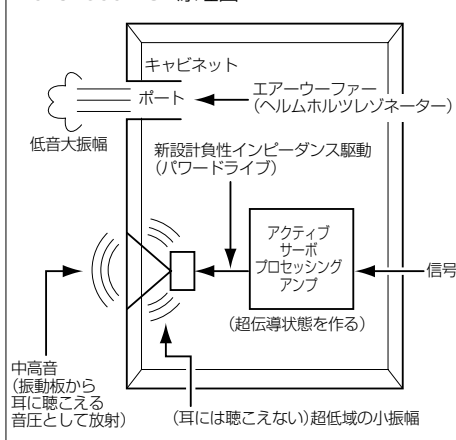 キャビネット
ポート
エアーウーファー
(ヘルムホルツレゾネーター)
低音大振幅
新設計負性インピーダンス駆動
(パワードライブ)
アクティブ
サーボ
プロセッシング
アンプ
信号
(超伝導状態を作る)
中高音
(振動板から
耳に聴こえる
音圧として放射)
(耳には聴こえない)超低域の小振幅